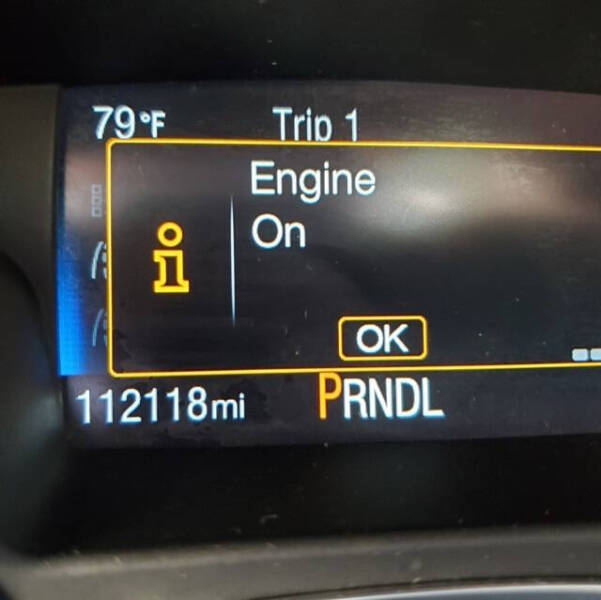 79°F Trip 1
Engine
On
OK
112118mi PRNDL